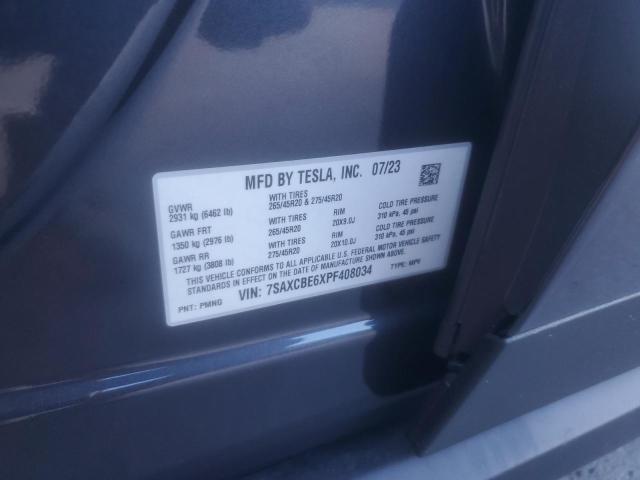 MFD BY TESLA, INC. 07/23
GVWR WITH TIRES COLD TIRE PRESSURE
2931 kg (6462 lb) 265/45R20 & 275/45R20
GAWR FRT WITH TIRES RIM COLD TIRE PRESSURE
1350 kg (2976 lb) 265/45R20 20X9.0J 310 kPa, 45 psi
GAWR RR WITH TIRES RIM COLD TIRE PRESSURE
1727 kg (3808 lb) 275/45R20 20X10.0J 310 kPa, 45 psi
THIS VEHICLE CONFORMS TO ALL APPLICABLE U.S. FEDERAL MOTOR VEHICLE SAFETY
STANDARDS IN EFFECT ON THE DATE OF MANUFACTURE SHOWN ABOVE.
VIN: 7SAXCBE6XPF408034 TYPE: MPV
PNT: PMNG